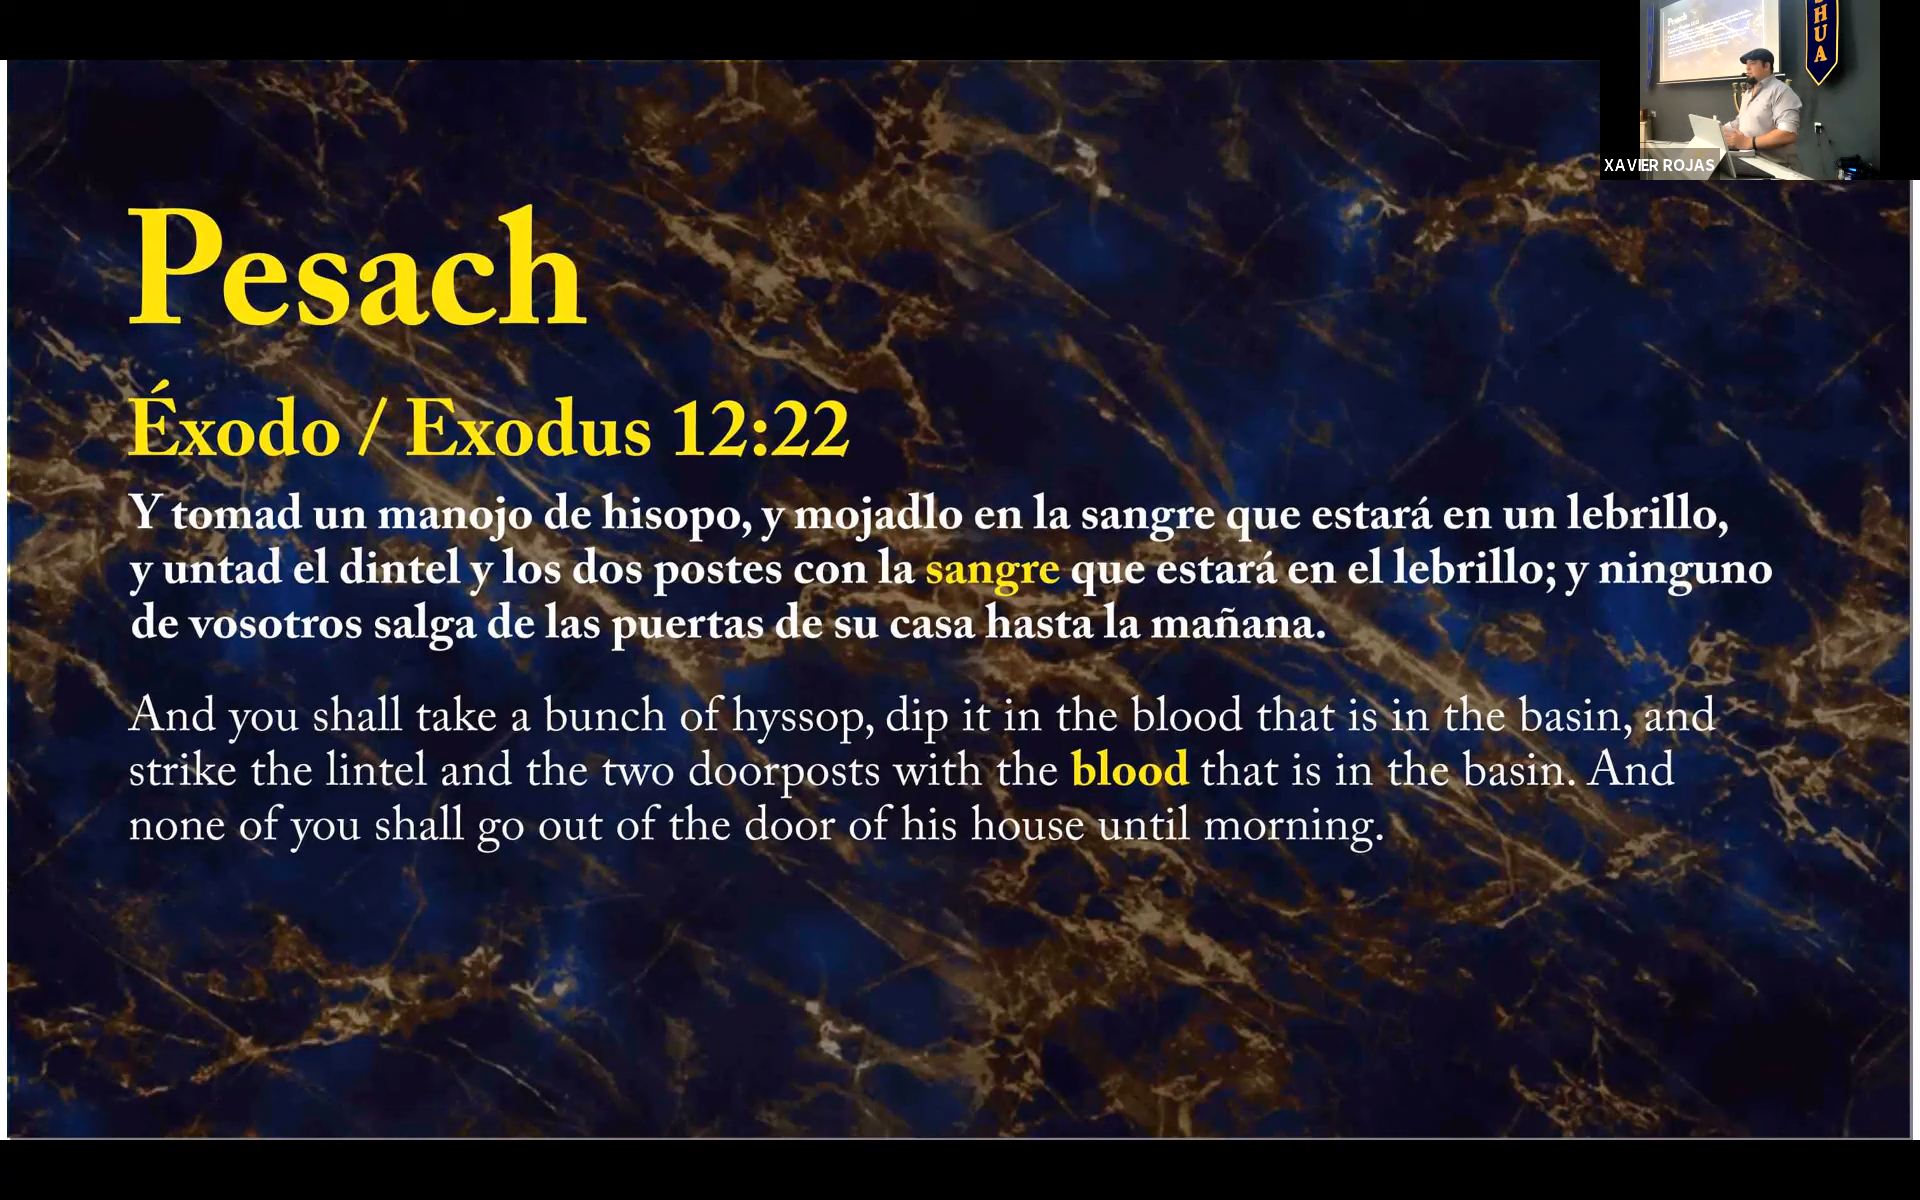 Pesach
Éxodo / Exodus 12:22
Y tomad un manojo de hisopo, y mojadlo en la sangre que estará en un lebrillo,
y untad el dintel y los dos postes con la sangre que estará en el lebrillo; y ninguno
de vosotros salga de las puertas de su casa hasta la mañana.
And you shall take a bunch of hyssop, dip it in the blood that is in the basin, and
strike the lintel and the two doorposts with the blood that is in the basin. And
none of you shall go out of the door of his house until morning.
Pesach
HUA
XAVIER ROJAS